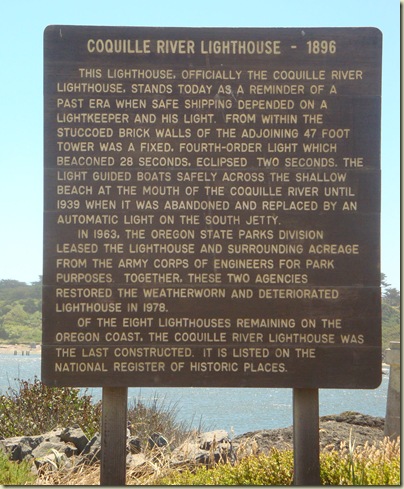 COQUILLE RIVER LIGHTHOUSE - 1896
THIS LIGHTHOUSE, OFFICIALLY THE COQUILLE RIVER
LIGHTHOUSE, STANDS TODAY AS A REMINDER OF A
PAST ERA WHEN SAFE SHIPPING DEPENDED ON A
LIGHTKEEPER AND HIS LIGHT. FROM WITHIN THE
STUCCOED BRICK WALLS OF THE ADJOINING 47 FOOT
TOWER WAS A FIXED, FOURTH-ORDER LIGHT WHICH
BEACONED 28 SECONDS, ECLIPSED TWO SECONDS. THE
LIGHT GUIDED BOATS SAFELY ACROSS THE SHALLOW
BEACH AT THE MOUTH OF THE COQUILLE RIVER UNTIL
1939 WHEN IT WAS ABANDONED AND REPLACED BY AN
AUTOMATIC LIGHT ON THE SOUTH JETTY.
IN 1963, THE OREGON STATE PARKS DIVISION
LEASED THE LIGHTHOUSE AND SURROUNDING ACREAGE
FROM THE ARMY CORPS OF ENGINEERS FOR PARK
PURPOSES. TOGETHER, THESE TWO AGENCIES
RESTORED THE WEATHERWORN AND DETERIORATED
LIGHTHOUSE IN 1978.
OF THE EIGHT LIGHTHOUSES REMAINING ON THE
OREGON COAST, THE COQUILLE RIVER LIGHTHOUSE WAS
THE LAST CONSTRUCTED. IT IS LISTED ON THE
NATIONAL REGISTER OF HISTORIC PLACES.